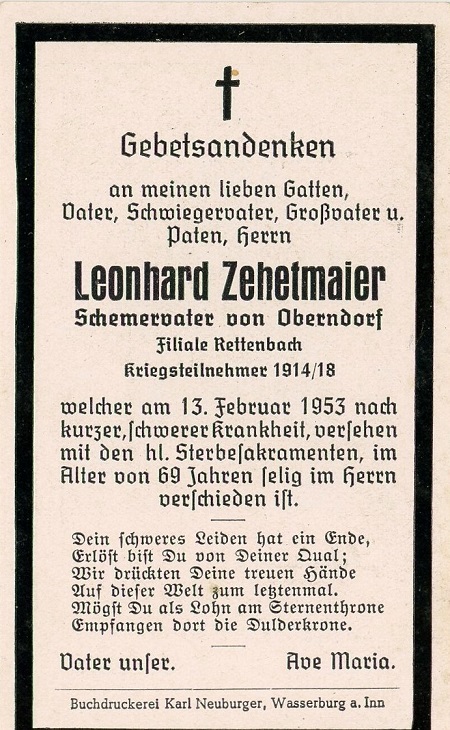 Gebetsandenken
an meinen lieben Gatten,
Vater, Schwiegervater, Großvater u.
Paten, Herrn
Leonhard Zehetmaier
Schemervater von Oberndorf
Filiale Rettenbach
Kriegsteilnehmer 1914/18
welcher am 13. Februar 1953 nach
kurzer, schwerer Krankheit, versehen
mit den hl. Sterbesakramenten, im
Alter von 69 Jahren selig im Herrn
verschieden ist.
Dein schweres Leiden hat ein Ende,
Erlöst bist Du von Deiner Qual;
Wir drückten Deine treuen Hände
Auf dieser Welt zum letztenmal.
Mögst Du als Lohn am Sternenthrone
Empfangen dort die Dulderkrone.
Vater unser. Ave Maria.
Buchdruckerei Karl Neuburger, Wasserburg a. Inn